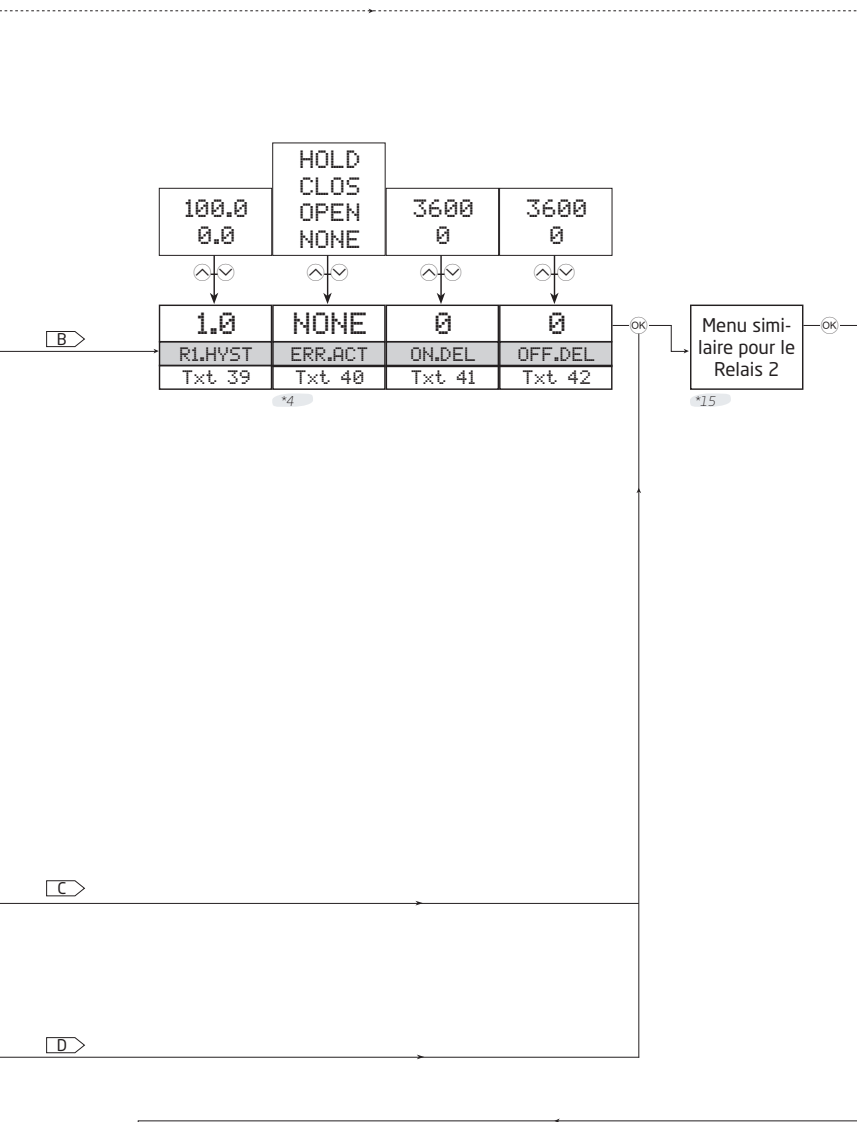 HOLD
CLOS
OPEN
NONE
100.0
0.0
3600
0
3600
0
B
1.0
R1.HYST
Txt 39
NONE
ERR.ACT
Txt 40
*4
0
ON.DEL
Txt 41
0
OFF.DEL
Txt 42
OK
Menu simi-
laire pour le
Relais 2
*15
OK
C
D